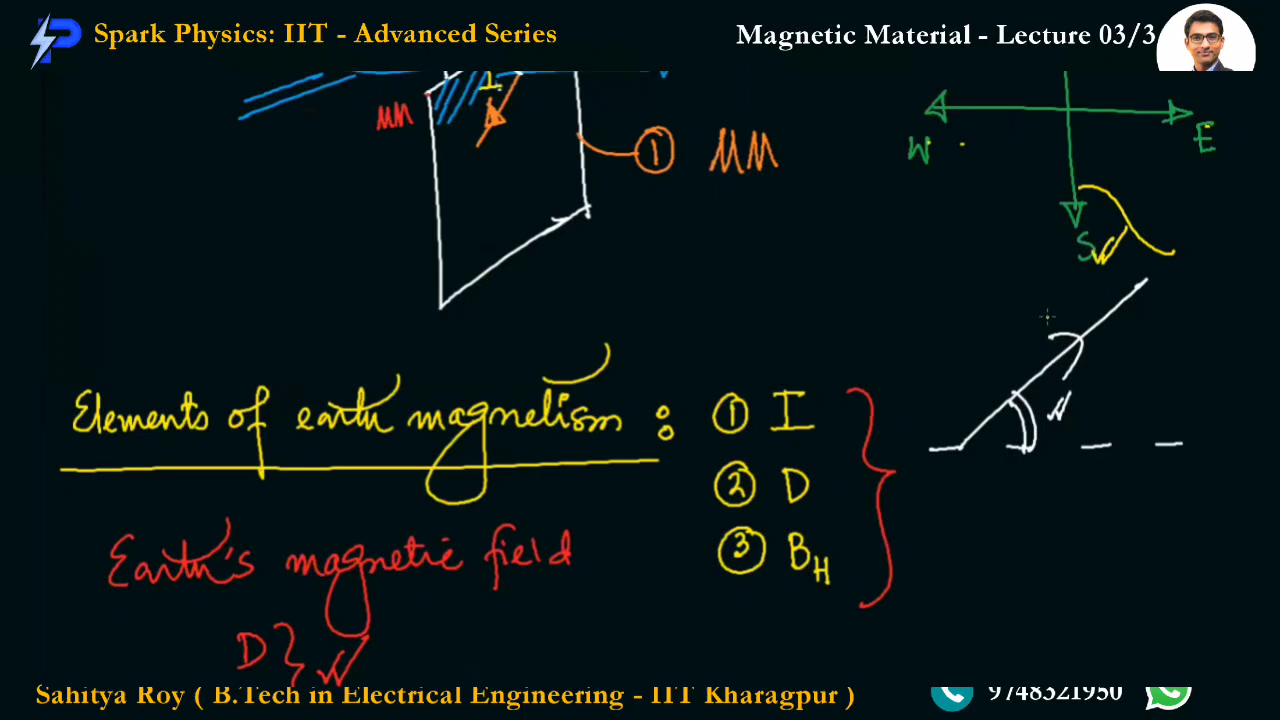 Spark Physics: IIT - Advanced Series
Magnetic Material - Lecture 03/3
I
MM
① MM
W
E
S
Elements of earth magnetism :
① I
② D
③ BH
Earth's magnetic field
D}
Sahitya Roy ( B.Tech in Electrical Engineering - IIT Kharagpur )
9748321950